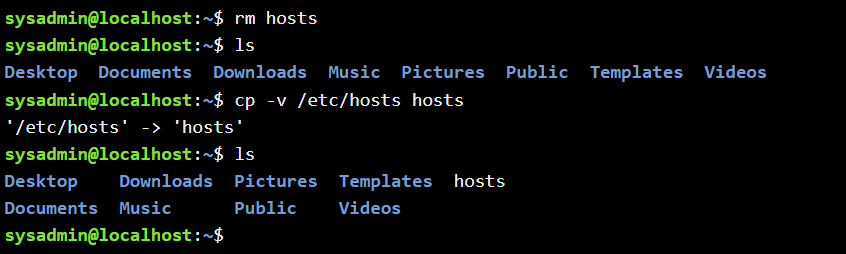 sysadmin@localhost:~$ rm hosts
sysadmin@localhost:~$ ls
Desktop  Documents  Downloads  Music  Pictures  Public  Templates  Videos
sysadmin@localhost:~$ cp -v /etc/hosts hosts
'/etc/hosts' -> 'hosts'
sysadmin@localhost:~$ ls
Desktop    Downloads  Pictures  Templates  hosts
Documents  Music      Public    Videos
sysadmin@localhost:~$